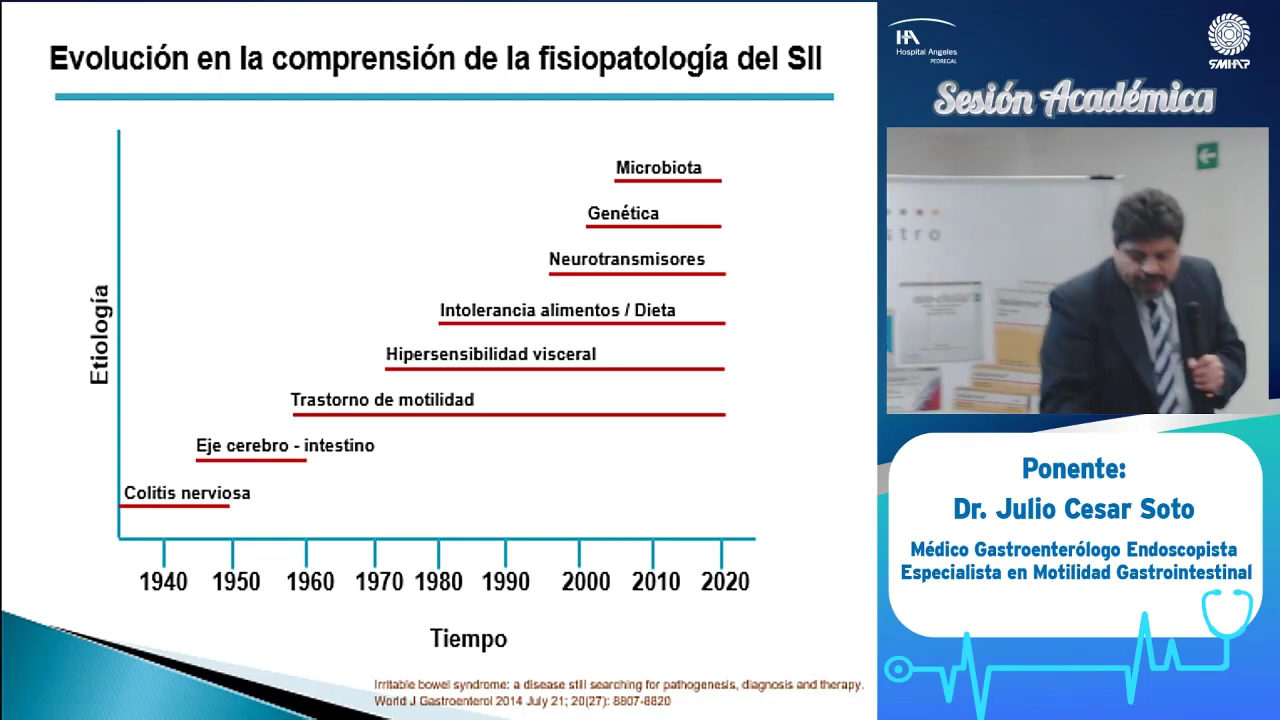 Evolución en la comprensión de la fisiopatología del SII
Microbiota
Genética
Neurotransmisores
Intolerancia alimentos / Dieta
Hipersensibilidad visceral
Trastorno de motilidad
Eje cerebro - intestino
Colitis nerviosa
Etiología
1940 1950 1960 1970 1980 1990 2000 2010 2020
Tiempo
Irritable bowel syndrome: a disease still searching for pathogenesis, diagnosis and therapy.
World J Gastroenterol 2014 July 21; 20(27): 8807-8820
HA
Hospital Angeles
PEDREGAL
SMHAP
Sesión Académica
stro
Ponente:
Dr. Julio Cesar Soto
Médico Gastroenterólogo Endoscopista
Especialista en Motilidad Gastrointestinal